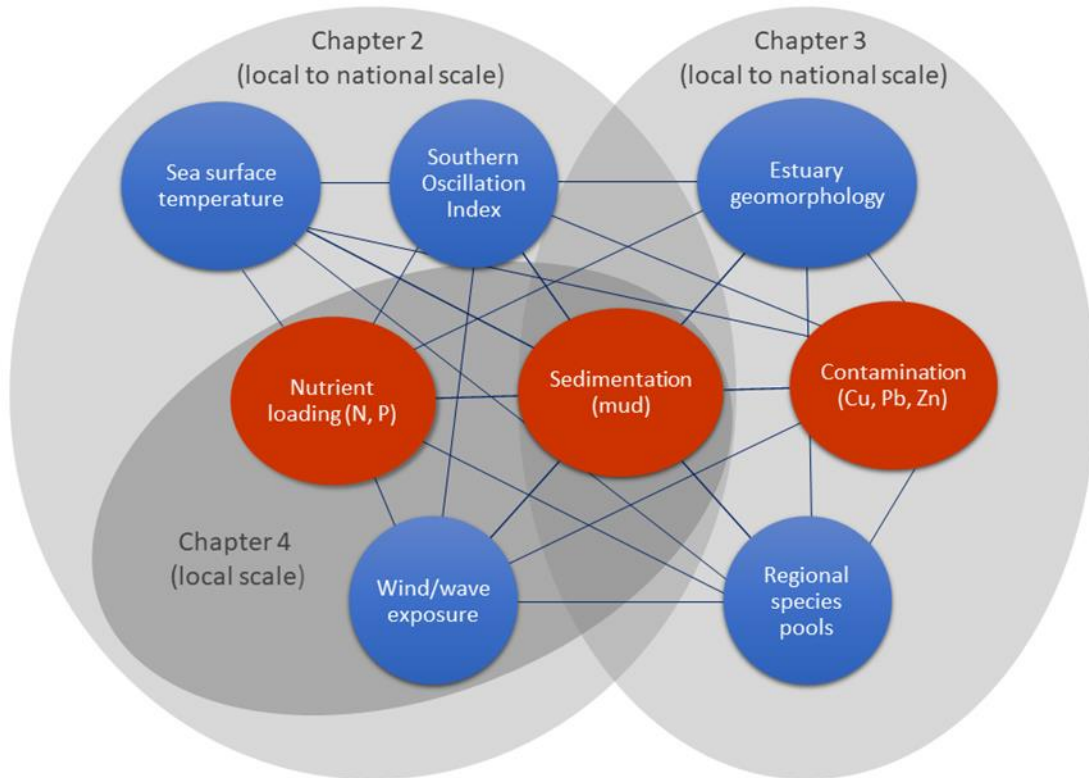 Chapter 2
(local to national scale)
Chapter 3
(local to national scale)
Sea surface
temperature
Southern
Oscillation
Index
Estuary
geomorphology
Nutrient
loading (N, P)
Sedimentation
(mud)
Contamination
(Cu, Pb, Zn)
Chapter 4
(local scale)
Wind/wave
exposure
Regional
species
pools